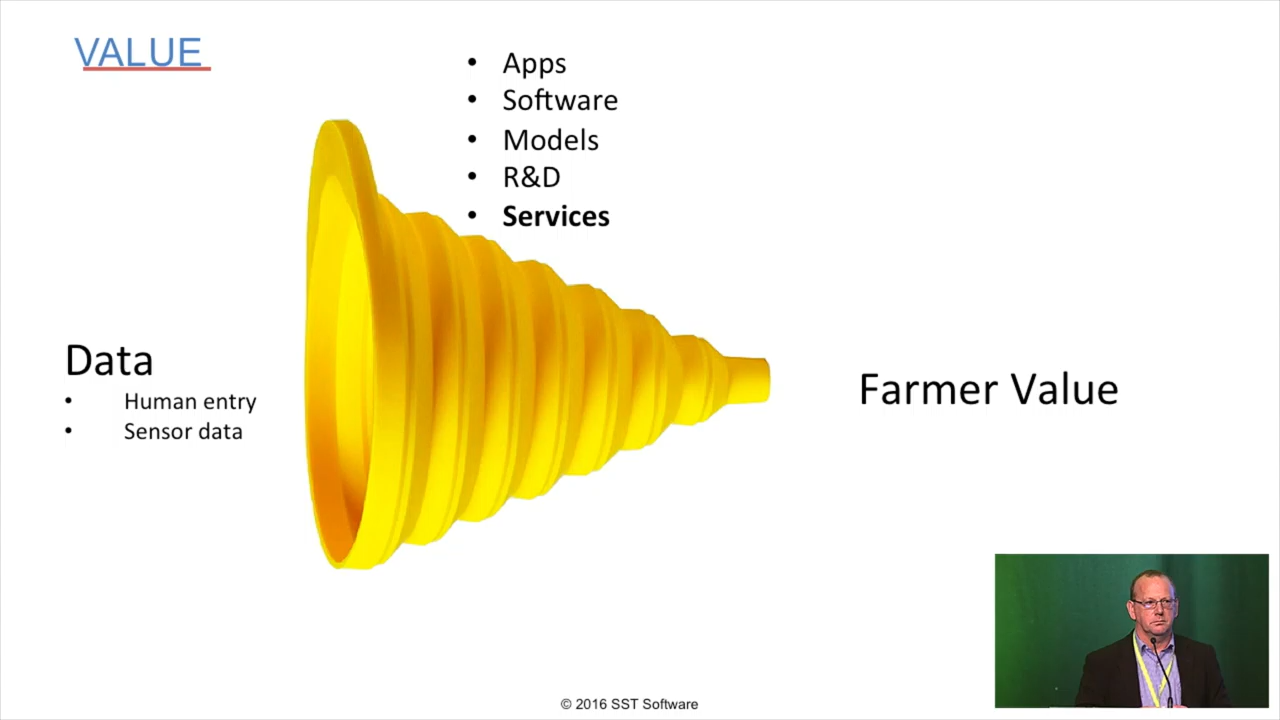 VALUE
• Apps
• Software
• Models
• R&D
• Services
Data
• Human entry
• Sensor data
Farmer Value
© 2016 SST Software